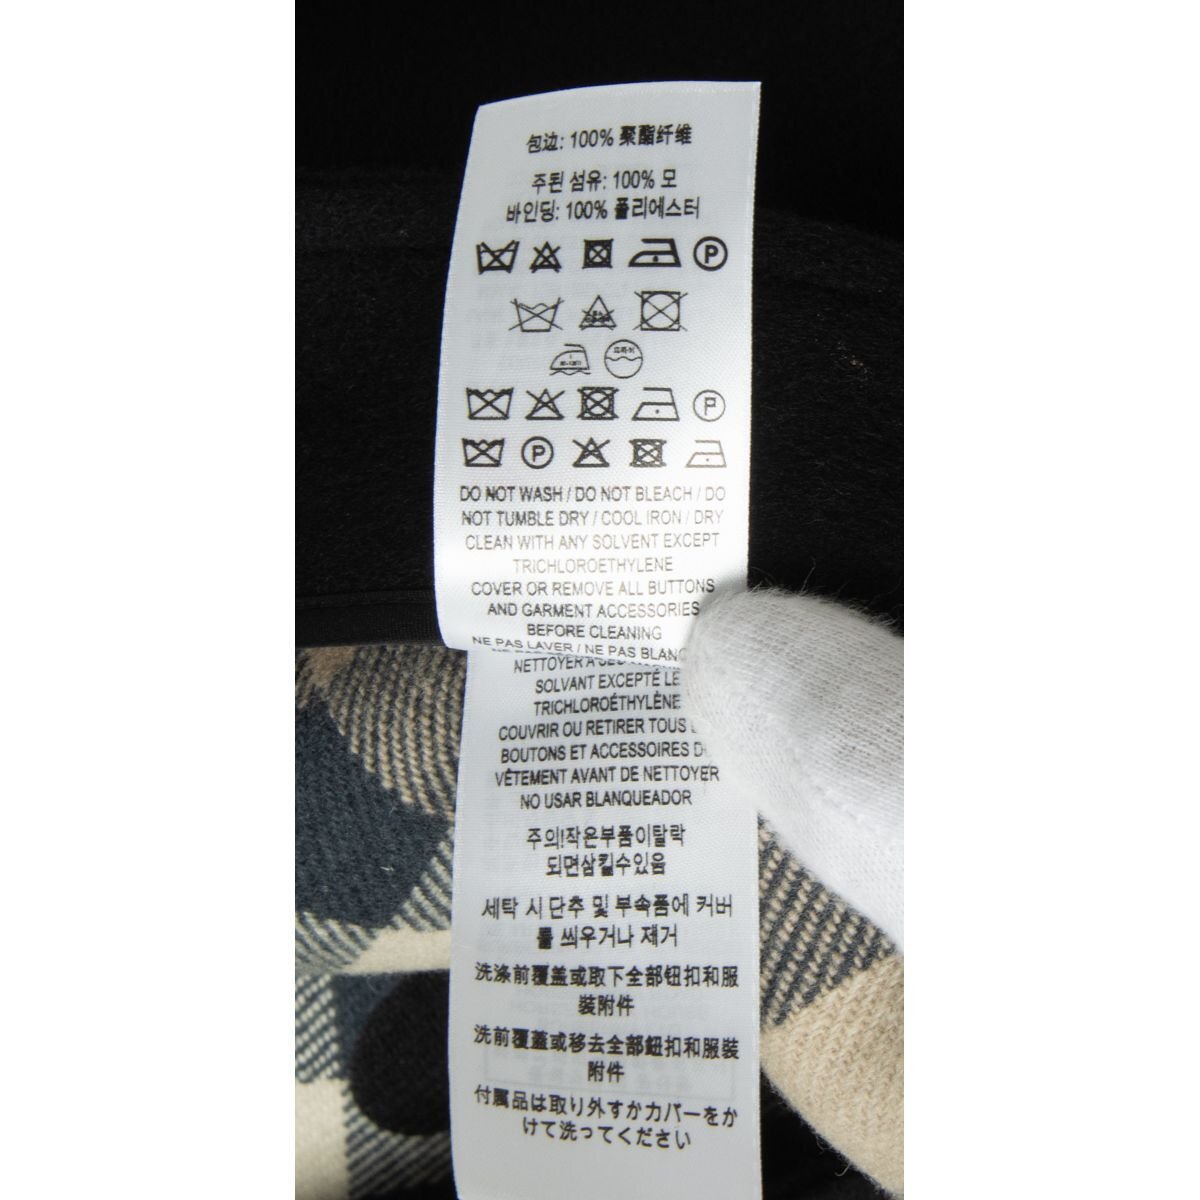 包边: 100% 聚酯纤维
주된 섬유: 100% 모
바인딩: 100% 폴리에스터
P
P
P
DO NOT WASH / DO NOT BLEACH / DO
NOT TUMBLE DRY / COOL IRON / DRY
CLEAN WITH ANY SOLVENT EXCEPT
TRICHLOROETHYLENE
COVER OR REMOVE ALL BUTTONS
AND GARMENT ACCESSORIES
BEFORE CLEANING
NE PAS LAVER / NE PAS
NETTOYER À
SOLVANT EXCEPTÉ LE
TRICHLOROÉTHYLÈNE
COUVRIR OU RETIRER TOUS
BOUTONS ET ACCESSOIRES
VÊTEMENT AVANT DE NETTOYER
NO USAR BLANQUEADOR
주의!작은부품이탈락
되면삼킬수있음
세탁 시 단추 및 부속품에 커버
를 씌우거나 제거
洗涤前覆盖或取下全部钮扣和服
装附件
洗前覆蓋或移去全部鈕扣和服裝
附件
付属品は取り外すかカバーをか
けて洗ってください